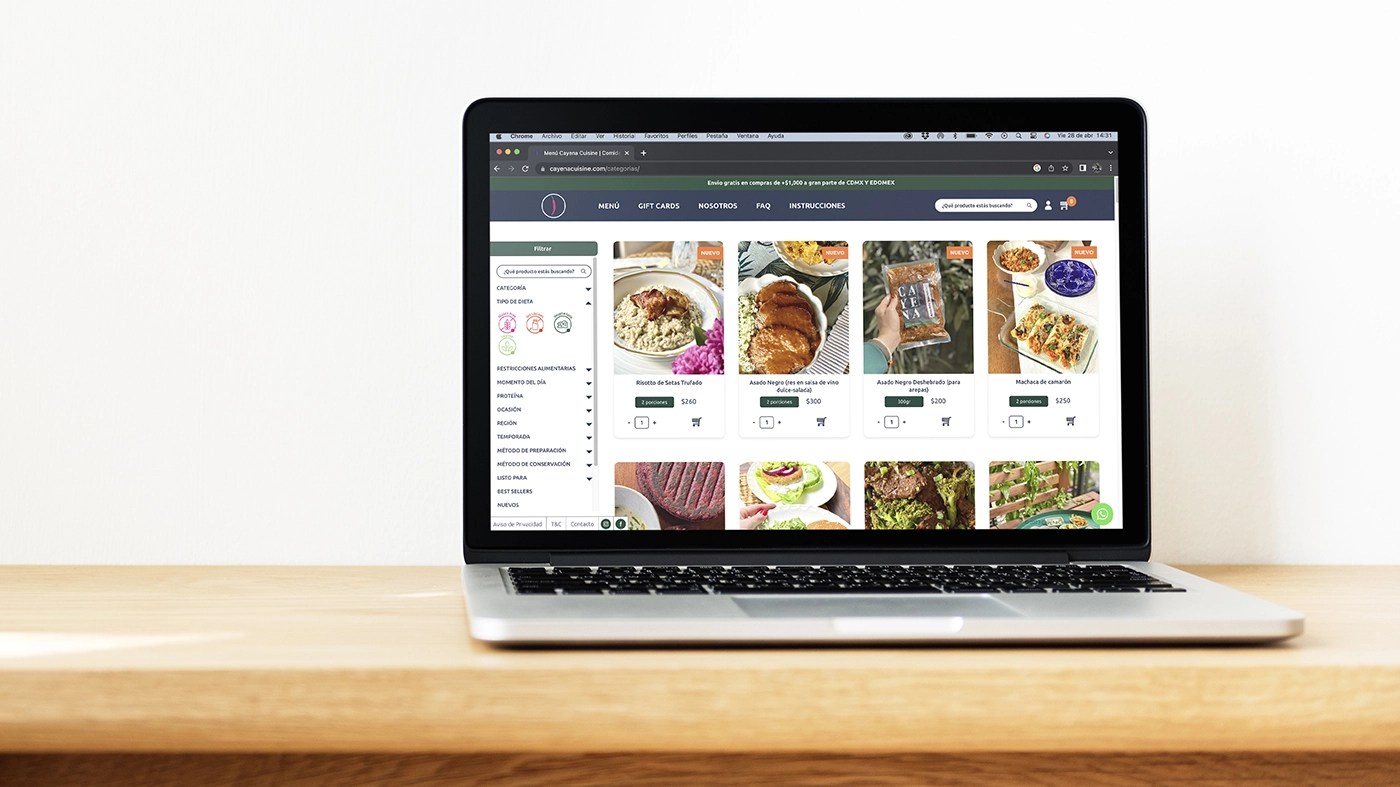 Chrome Archivo Editar Ver Historial Favoritos Perfiles Pestaña Ventana Ayuda Vie 28 de abr 14:31
Menú Cayena Cuisine | Comid
cayenacuisine.com/categorias/
Envío gratis en compras de +$1,000 a gran parte de CDMX Y EDOMEX
MENÚ GIFT CARDS NOSOTROS FAQ INSTRUCCIONES ¿Qué producto estás buscando? 0
Filtrar
¿Qué producto estás buscando?
CATEGORÍA
TIPO DE DIETA
RESTRICCIONES ALIMENTARIAS
MOMENTO DEL DÍA
PROTEÍNA
OCASIÓN
REGIÓN
TEMPORADA
MÉTODO DE PREPARACIÓN
MÉTODO DE CONSERVACIÓN
LISTO PARA
BEST SELLERS
NUEVOS
Aviso de Privacidad T&C Contacto
NUEVO
Risotto de Setas Trufado
2 porciones $260
- 1 +
NUEVO
Asado Negro (res en salsa de vino
dulce-salada)
2 porciones $300
- 1 +
NUEVO
CA
YE
NA
Asado Negro Deshebrado (para
arepas)
300gr $200
- 1 +
NUEVO
Machaca de camarón
2 porciones $250
- 1 +